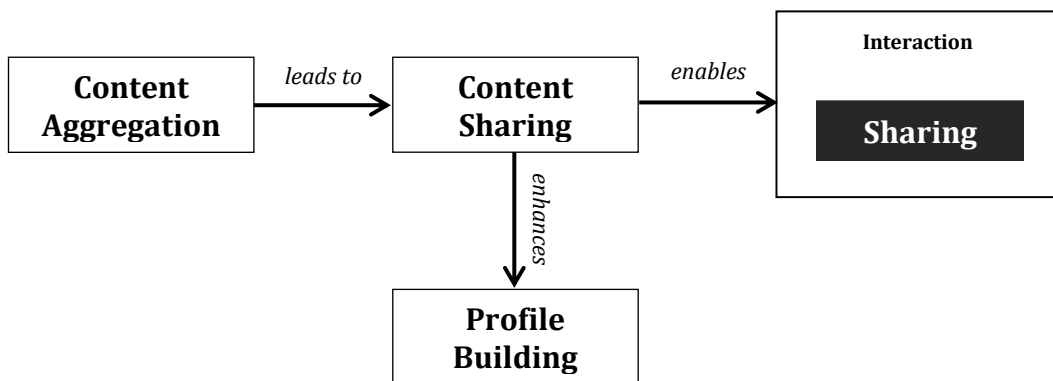 Content
Aggregation
leads to
Content
Sharing
enables
Interaction
Sharing
enhances
Profile
Building